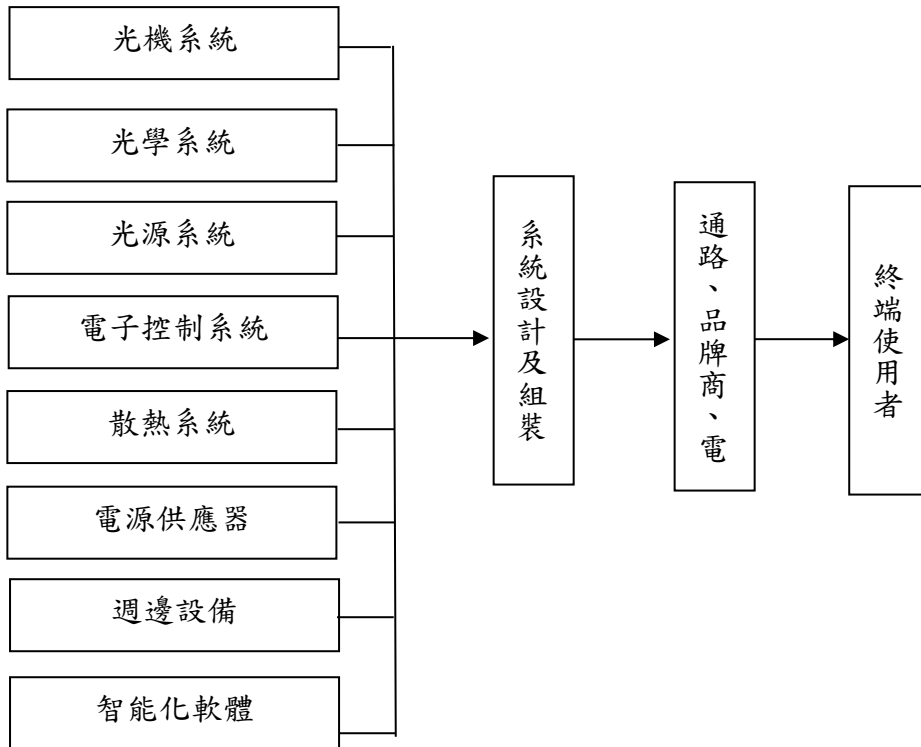 光機系統
光學系統
光源系統
電子控制系統
散熱系統
電源供應器
週邊設備
智能化軟體
系統設計及組裝
通路、品牌商、電
終端使用者